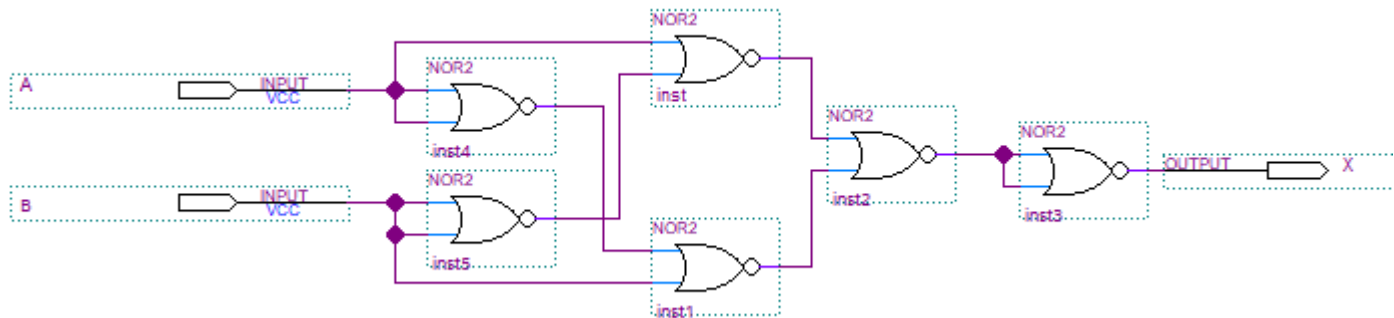 NOR2
A
INPUT
VCC
NOR2
inst
NOR2
inst4
NOR2
OUTPUT
X
B
INPUT
VCC
NOR2
inst5
inst2
inst3
NOR2
inst1